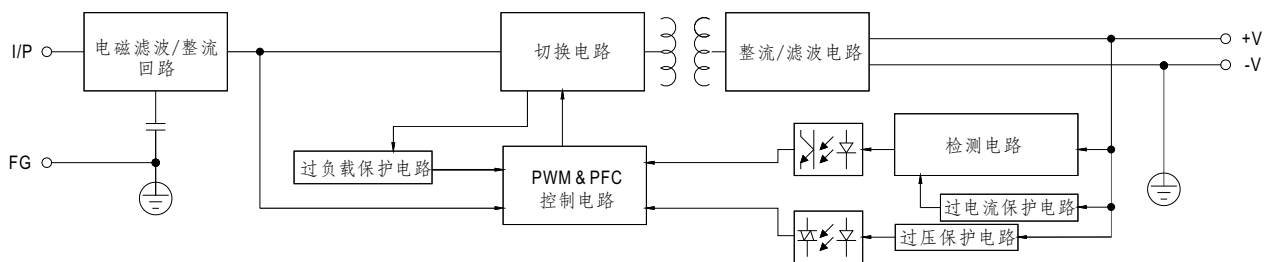 I/P
电磁滤波/整流
回路
切换电路
整流/滤波电路
+V
-V
FG
过负载保护电路
PWM & PFC
控制电路
检测电路
过电流保护电路
过压保护电路